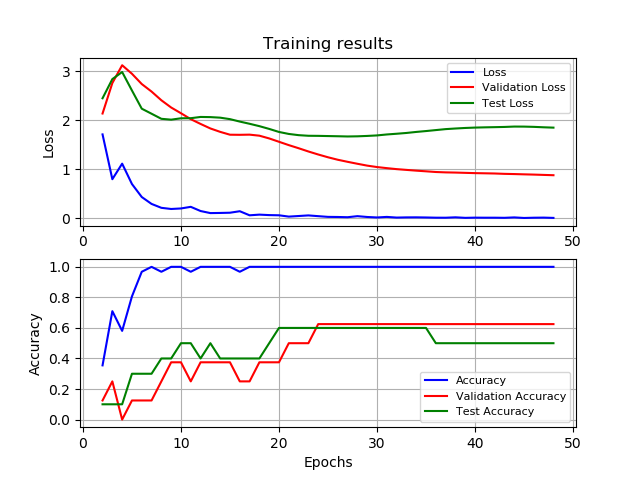 Training results
Loss
3
2
1
0
Loss
Validation Loss
Test Loss
0 10 20 30 40 50
Accuracy
1.0
0.8
0.6
0.4
0.2
0.0
Accuracy
Validation Accuracy
Test Accuracy
0 10 20 30 40 50
Epochs